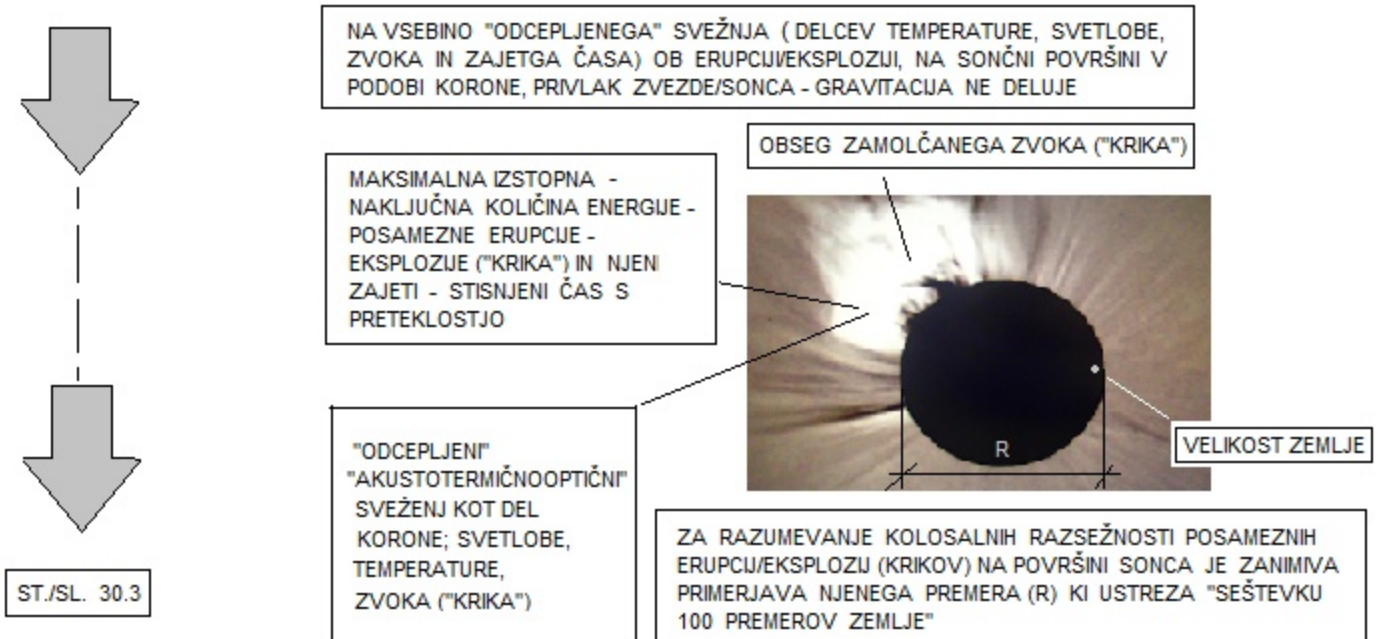 NA VSEBINO "ODCEPLJENEGA" SVEŽNJA ( DELCEV TEMPERATURE, SVETLOBE,
ZVOKA IN ZAJETGA ČASA) OB ERUPCIJI/EKSPLOZIJI, NA SONČNI POVRŠINI V
PODOBI KORONE, PRIVLAK ZVEZDE/SONCA - GRAVITACIJA NE DELUJE
OBSEG ZAMOLČANEGA ZVOKA ("KRIKA")
MAKSIMALNA IZSTOPNA -
NAKLJUČNA KOLIČINA ENERGIJE -
POSAMEZNE ERUPCIJE -
EKSPLOZIJE ("KRIKA") IN NJENI
ZAJETI - STISNJENI ČAS S
PRETEKLOSTJO
R
VELIKOST ZEMLJE
"ODCEPLJENI"
"AKUSTOTERMIČNOOPTIČNI"
SVEŽENJ KOT DEL
KORONE; SVETLOBE,
TEMPERATURE,
ZVOKA ("KRIKA")
ZA RAZUMEVANJE KOLOSALNIH RAZSEŽNOSTI POSAMEZNIH
ERUPCIJ/EKSPLOZIJ (KRIKOV) NA POVRŠINI SONCA JE ZANIMIVA
PRIMERJAVA NJENEGA PREMERA (R) KI USTREZA "SEŠTEVKU
100 PREMEROV ZEMLJE"
ST./SL. 30.3